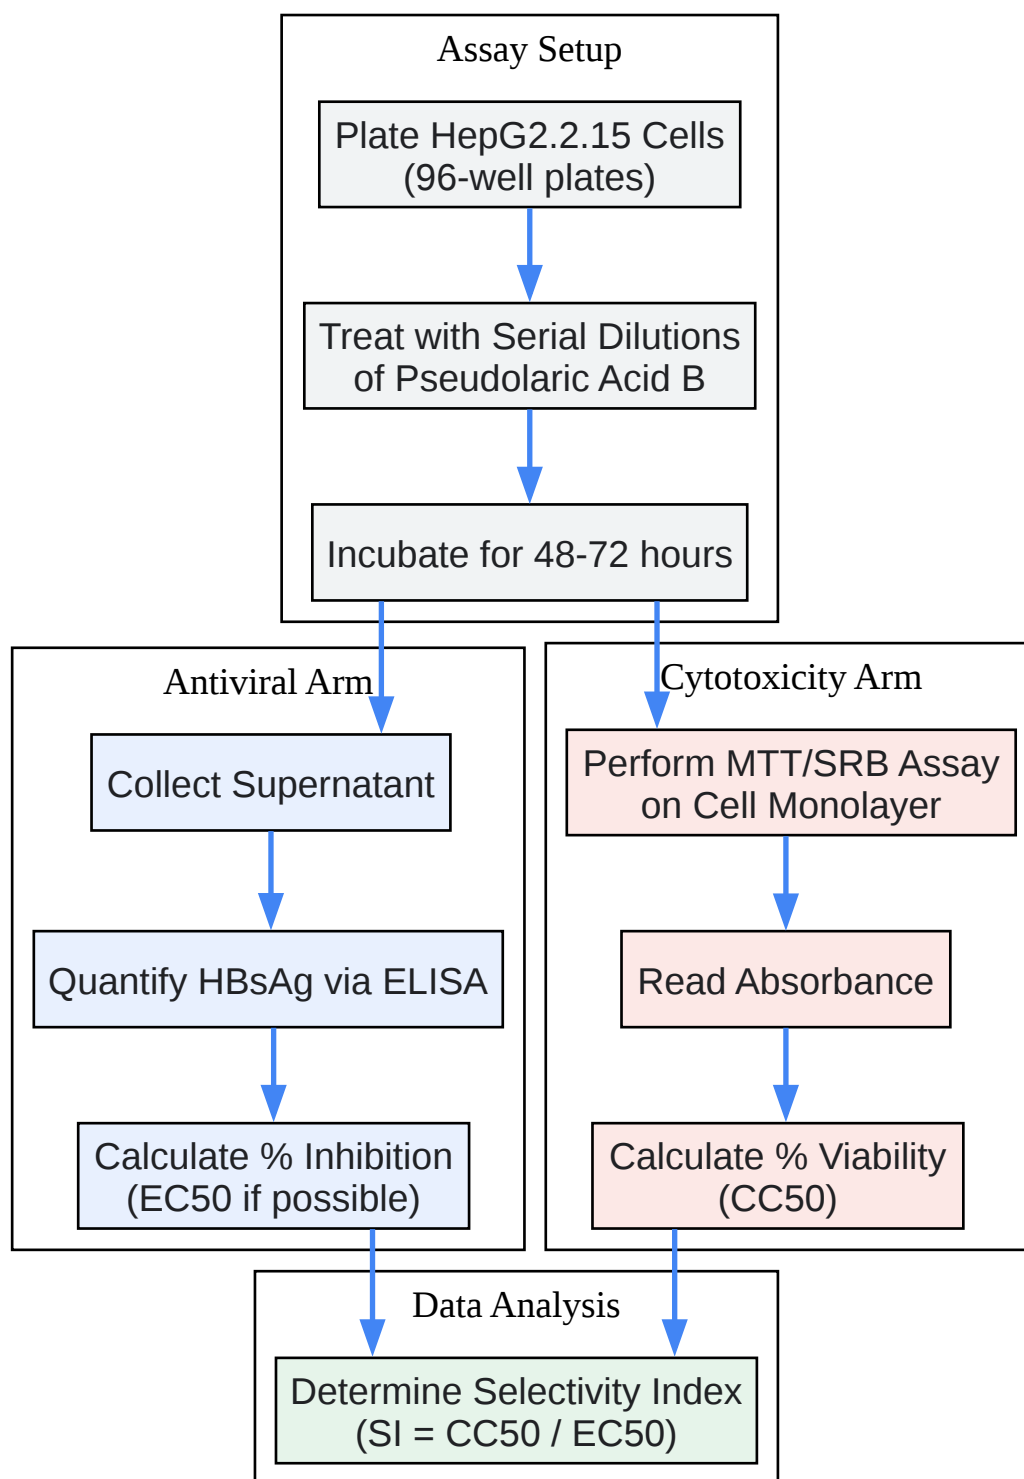 Assay Setup
Plate HepG2.2.15 Cells
(96-well plates)
Treat with Serial Dilutions
of Pseudolaric Acid B
Incubate for 48-72 hours
Antiviral Arm
Collect Supernatant
Quantify HBsAg via ELISA
Calculate % Inhibition
(EC50 if possible)
Cytotoxicity Arm
Perform MTT/SRB Assay
on Cell Monolayer
Read Absorbance
Calculate % Viability
(CC50)
Data Analysis
Determine Selectivity Index
(SI = CC50 / EC50)